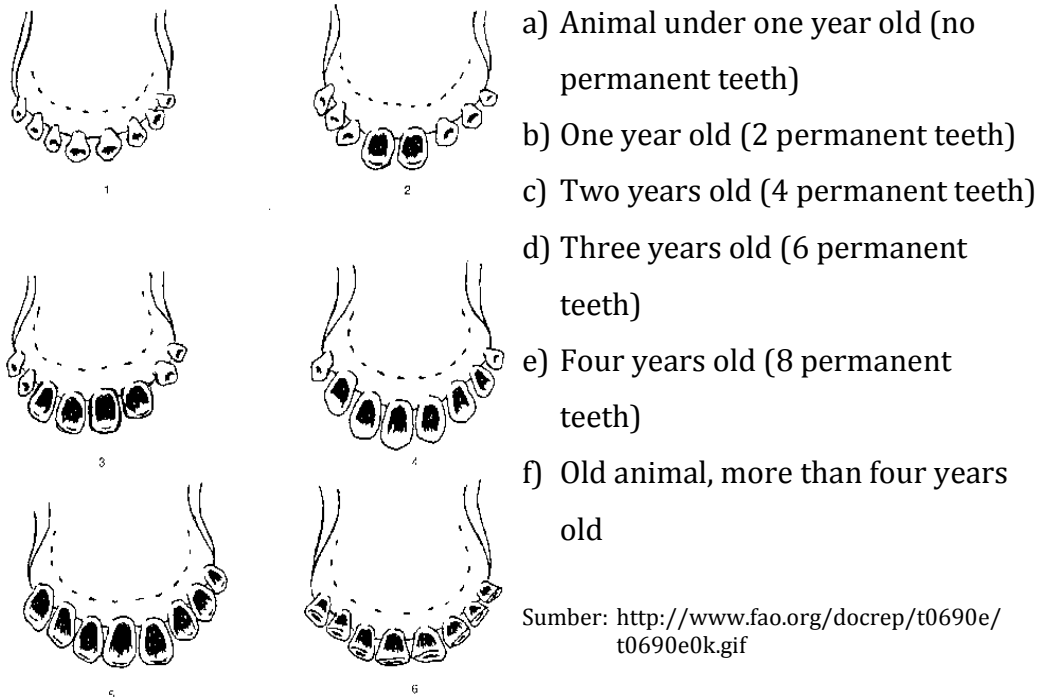 a) Animal under one year old (no
permanent teeth)
b) One year old (2 permanent teeth)
c) Two years old (4 permanent teeth)
d) Three years old (6 permanent
teeth)
e) Four years old (8 permanent
teeth)
f) Old animal, more than four years
old
Sumber: http://www.fao.org/docrep/t0690e/
t0690e0k.gif
1
2
3
4
5
6